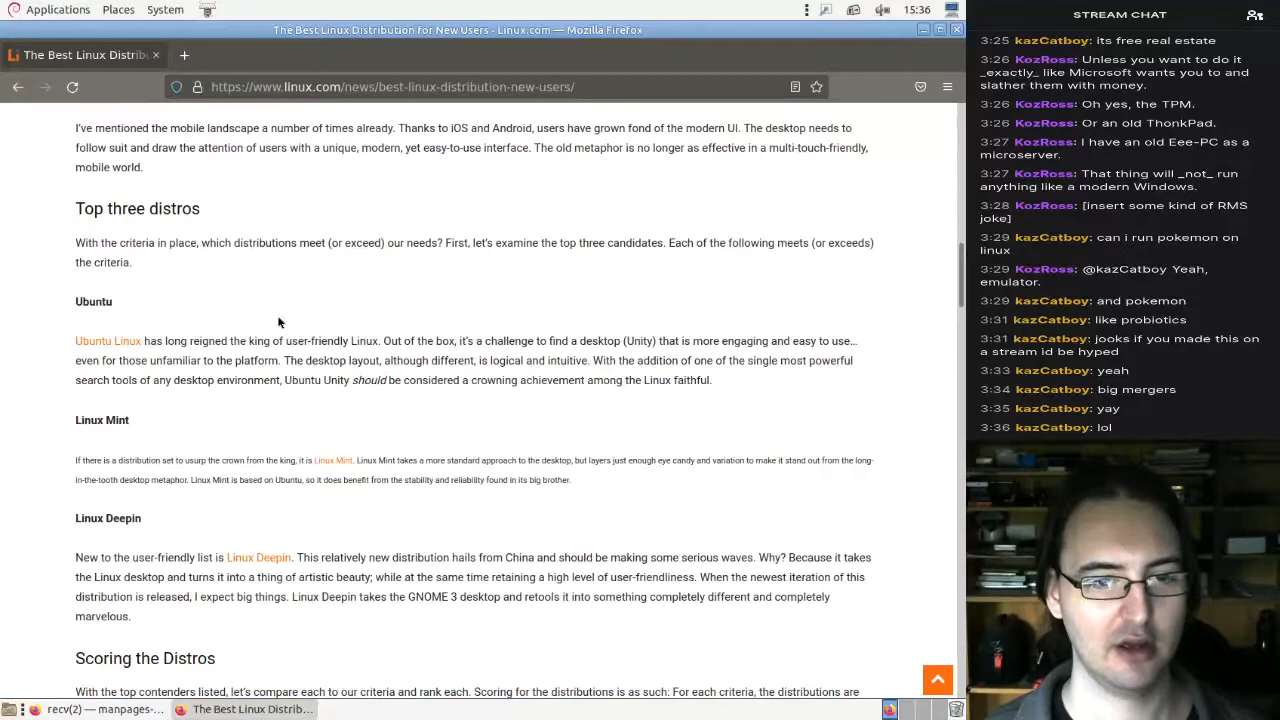 Applications Places System 15:36
The Best Linux Distribution for New Users - Linux.com — Mozilla Firefox
The Best Linux Distribu
https://www.linux.com/news/best-linux-distribution-new-users/
I've mentioned the mobile landscape a number of times already. Thanks to iOS and Android, users have grown fond of the modern UI. The desktop needs to
follow suit and draw the attention of users with a unique, modern, yet easy-to-use interface. The old metaphor is no longer as effective in a multi-touch-friendly,
mobile world.
Top three distros
With the criteria in place, which distributions meet (or exceed) our needs? First, let's examine the top three candidates. Each of the following meets (or exceeds)
the criteria.
Ubuntu
Ubuntu Linux has long reigned the king of user-friendly Linux. Out of the box, it's a challenge to find a desktop (Unity) that is more engaging and easy to use…
even for those unfamiliar to the platform. The desktop layout, although different, is logical and intuitive. With the addition of one of the single most powerful
search tools of any desktop environment, Ubuntu Unity should be considered a crowning achievement among the Linux faithful.
Linux Mint
If there is a distribution set to usurp the crown from the king, it is Linux Mint. Linux Mint takes a more standard approach to the desktop, but layers just enough eye candy and variation to make it stand out from the long-
in-the-tooth desktop metaphor. Linux Mint is based on Ubuntu, so it does benefit from the stability and reliability found in its big brother.
Linux Deepin
New to the user-friendly list is Linux Deepin. This relatively new distribution hails from China and should be making some serious waves. Why? Because it takes
the Linux desktop and turns it into a thing of artistic beauty; while at the same time retaining a high level of user-friendliness. When the newest iteration of this
distribution is released, I expect big things. Linux Deepin takes the GNOME 3 desktop and retools it into something completely different and completely
marvelous.
Scoring the Distros
With the top contenders listed, let's compare each to our criteria and rank each. Scoring for the distributions is as such: For each criteria, the distributions are
recv(2) — manpages-...
The Best Linux Distrib...
STREAM CHAT
3:25 kazCatboy: its free real estate
3:26 KozRoss: Unless you want to do it
_exactly_ like Microsoft wants you to and
slather them with money.
3:26 KozRoss: Oh yes, the TPM.
3:26 KozRoss: Or an old ThonkPad.
3:27 KozRoss: I have an old Eee-PC as a
microserver.
3:27 KozRoss: That thing will _not_ run
anything like a modern Windows.
3:28 KozRoss: [insert some kind of RMS
joke]
3:29 kazCatboy: can i run pokemon on
linux
3:29 KozRoss: @kazCatboy Yeah,
emulator.
3:29 kazCatboy: and pokemon
3:31 kazCatboy: like probiotics
3:31 kazCatboy: jooks if you made this on
a stream id be hyped
3:33 kazCatboy: yeah
3:34 kazCatboy: big mergers
3:35 kazCatboy: yay
3:36 kazCatboy: lol